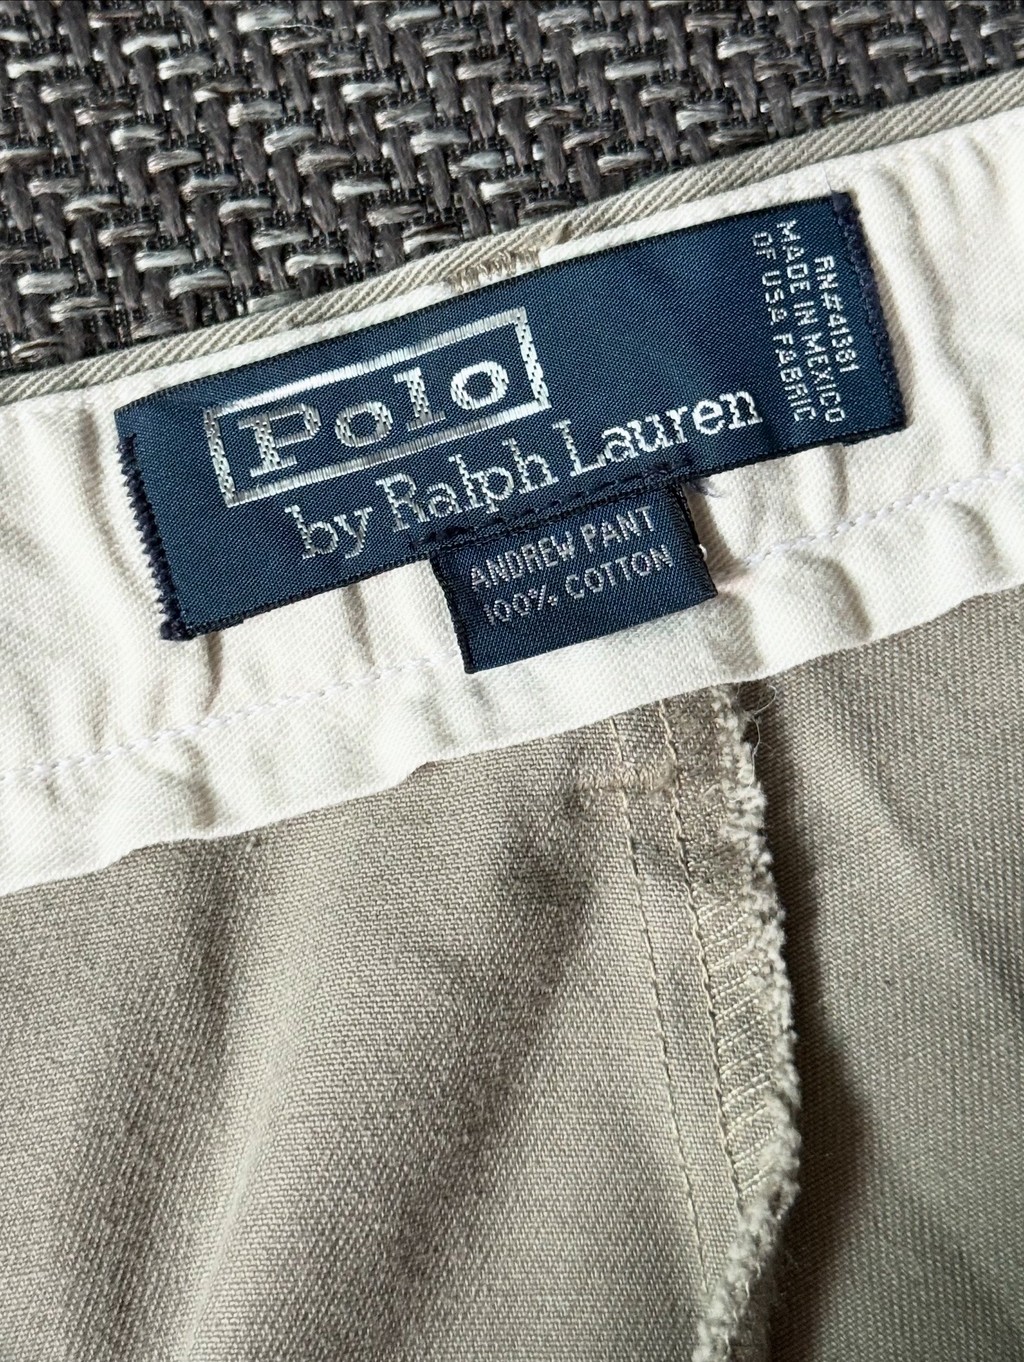 Polo
by Ralph Lauren
RN#41381
MADE IN MEXICO
OF USA FABRIC
ANDREW PANT
100% COTTON